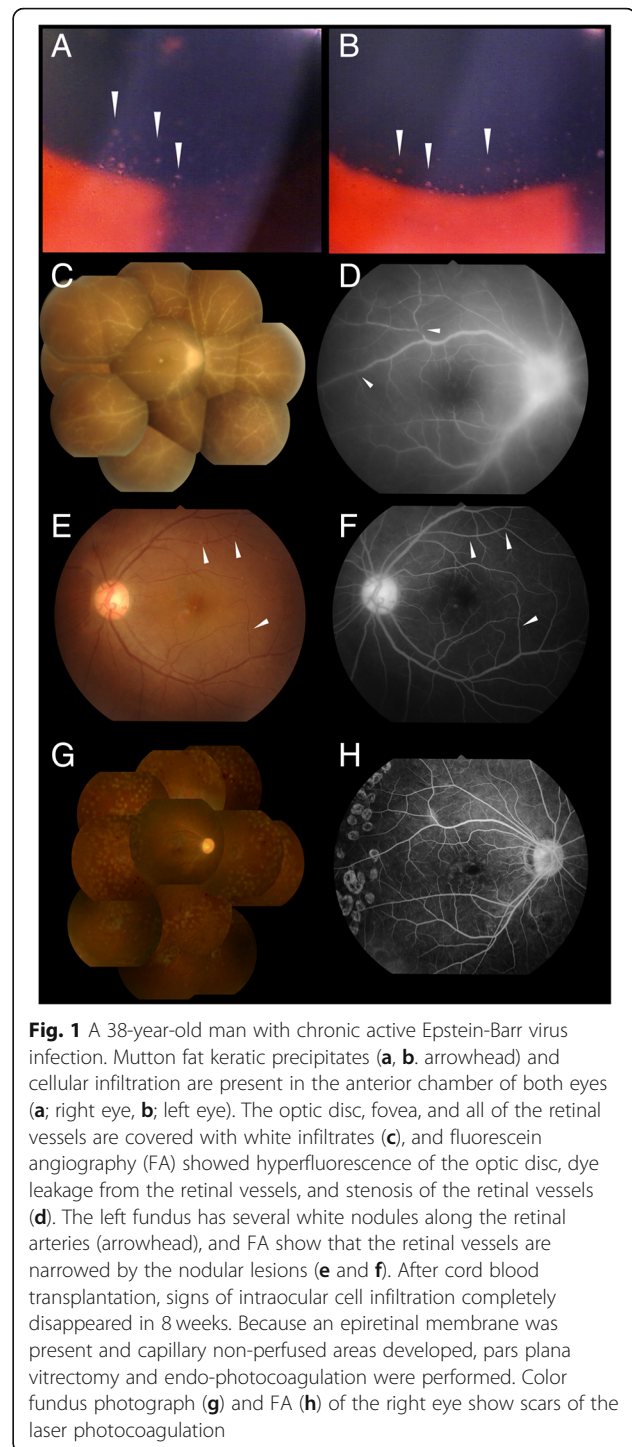 A
B
C
D
E
F
G
H
Fig. 1 A 38-year-old man with chronic active Epstein-Barr virus
infection. Mutton fat keratic precipitates (a, b. arrowhead) and
cellular infiltration are present in the anterior chamber of both eyes
(a; right eye, b; left eye). The optic disc, fovea, and all of the retinal
vessels are covered with white infiltrates (c), and fluorescein
angiography (FA) showed hyperfluorescence of the optic disc, dye
leakage from the retinal vessels, and stenosis of the retinal vessels
(d). The left fundus has several white nodules along the retinal
arteries (arrowhead), and FA show that the retinal vessels are
narrowed by the nodular lesions (e and f). After cord blood
transplantation, signs of intraocular cell infiltration completely
disappeared in 8 weeks. Because an epiretinal membrane was
present and capillary non-perfused areas developed, pars plana
vitrectomy and endo-photocoagulation were performed. Color
fundus photograph (g) and FA (h) of the right eye show scars of the
laser photocoagulation